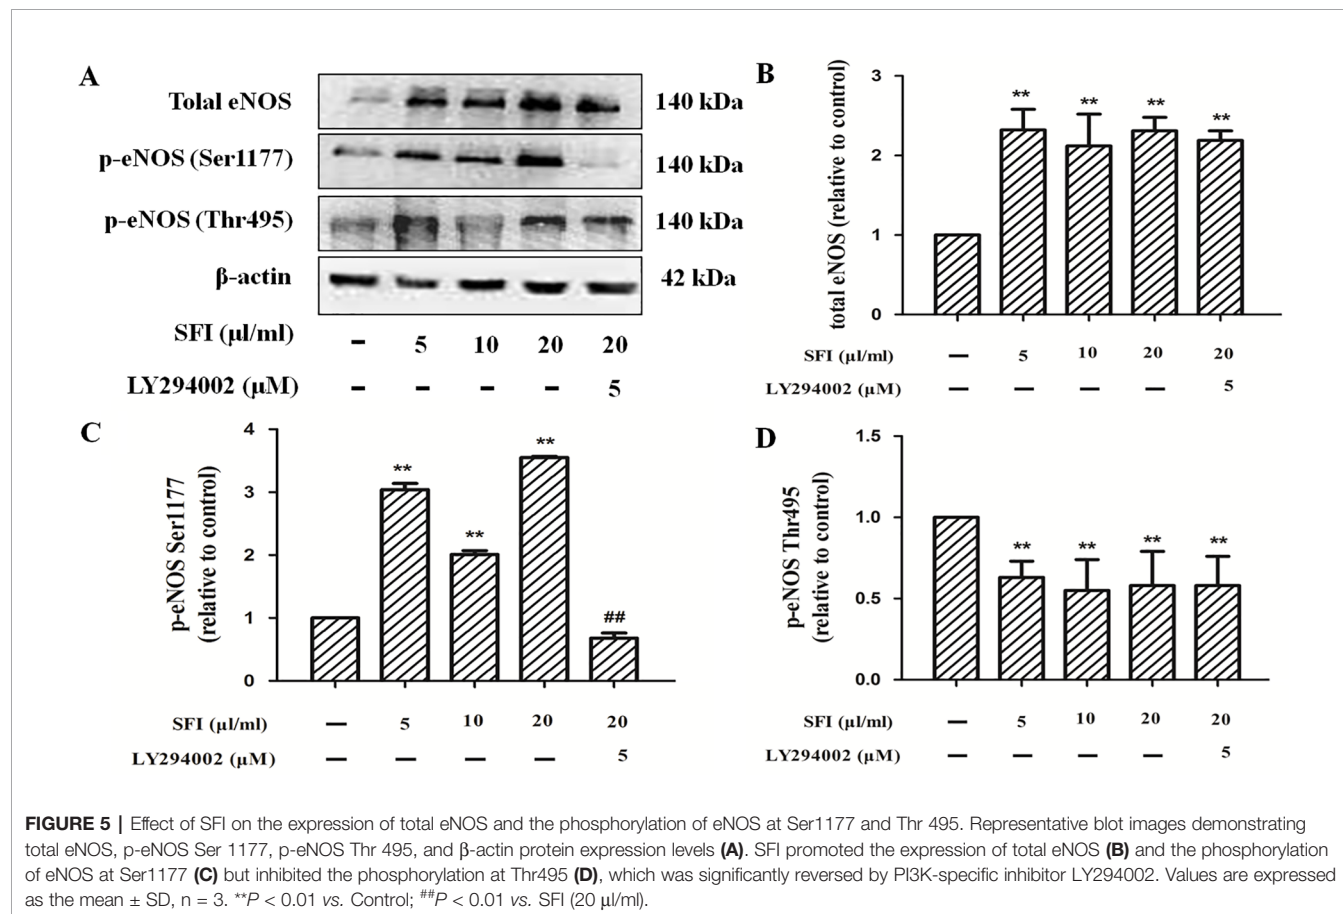 A
Tolal eNOS
140 kDa
p-eNOS (Ser1177)
140 kDa
p-eNOS (Thr495)
140 kDa
β-actin
42 kDa
SFI (μl/ml)
– 5 10 20 20
LY294002 (μM)
– – – – 5
B
total eNOS (relative to control)
3
2
1
0
** ** ** **
SFI (μl/ml) — 5 10 20 20
LY294002 (μM) — — — — 5
C
p-eNOS Ser1177
(relative to control)
4
3
2
1
0
** ** ** ##
SFI (μl/ml) — 5 10 20 20
LY294002 (μM) — — — — 5
D
p-eNOS Thr495
(relative to control)
1.5
1.0
0.5
0.0
** ** ** **
SFI (μl/ml) — 5 10 20 20
LY294002 (μM) — — — — 5
FIGURE 5 | Effect of SFI on the expression of total eNOS and the phosphorylation of eNOS at Ser1177 and Thr 495. Representative blot images demonstrating
total eNOS, p-eNOS Ser 1177, p-eNOS Thr 495, and β-actin protein expression levels (A). SFI promoted the expression of total eNOS (B) and the phosphorylation
of eNOS at Ser1177 (C) but inhibited the phosphorylation at Thr495 (D), which was significantly reversed by PI3K-specific inhibitor LY294002. Values are expressed
as the mean ± SD, n = 3. **P < 0.01 vs. Control; ##P < 0.01 vs. SFI (20 μl/ml).